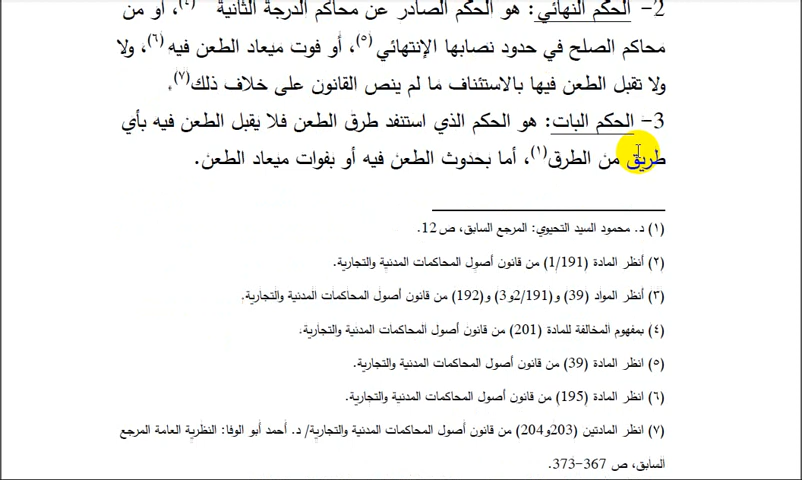 2- الحكم النهائي: هو الحكم الصادر عن محاكم الدرجة الثانية (٤)، أو من
محاكم الصلح في حدود نصابها الإنتهائي (٥)، أو فوت ميعاد الطعن فيه (٦)، ولا
ولا تقبل الطعن فيها بالاستئناف ما لم ينص القانون على خلاف ذلك (٧).
3- الحكم البات: هو الحكم الذي استنفد طرق الطعن فلا يقبل الطعن فيه بأي
طريق من الطرق (١)، أما بحدوث الطعن فيه أو بفوات ميعاد الطعن.
(١) د. محمود السيد التحيوي: المرجع السابق، ص12.
(٢) أنظر المادة (1/191) من قانون أصول المحاكمات المدنية والتجارية.
(٣) أنظر المواد (39) و(2/191و3) و(192) من قانون أصول المحاكمات المدنية والتجارية.
(٤) بمفهوم المخالفة للمادة (201) من قانون أصول المحاكمات المدنية والتجارية.
(٥) انظر المادة (39) من قانون أصول المحاكمات المدنية والتجارية.
(٦) انظر المادة (195) من قانون أصول المحاكمات المدنية والتجارية.
(٧) انظر المادتين (203و204) من قانون أصول المحاكمات المدنية والتجارية/ د. أحمد أبو الوفا: النظرية العامة المرجع
السابق، ص 367-373.